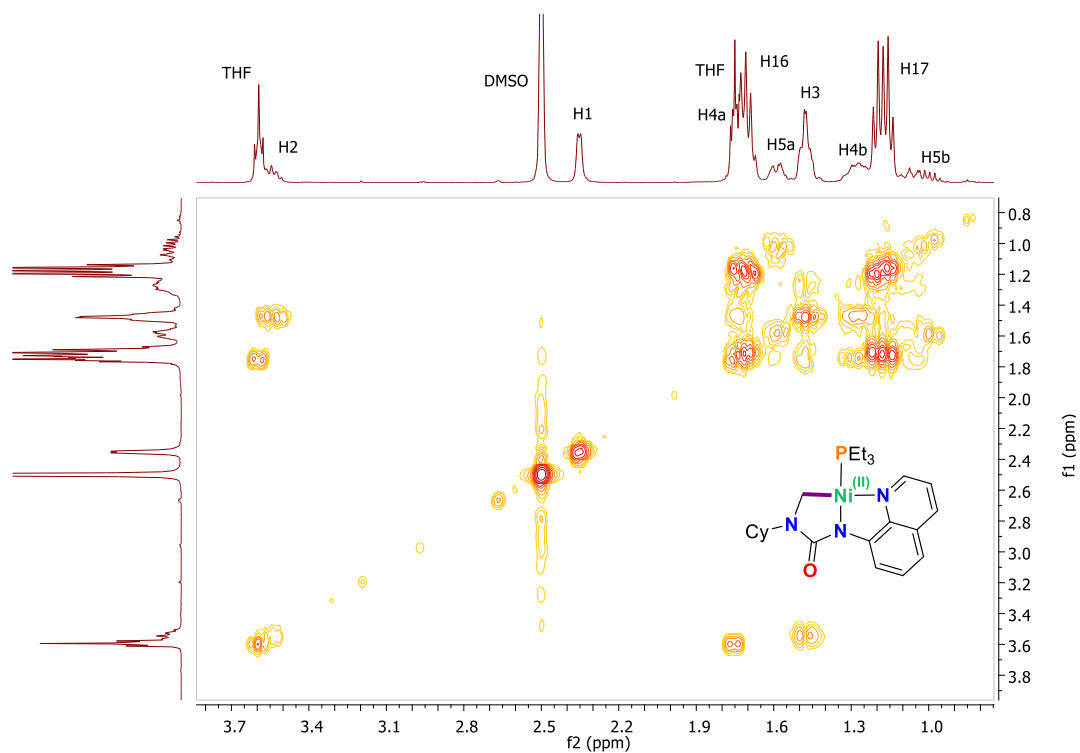 THF
H2
DMSO
H1
THF
H16
H4a
H5a
H3
H4b
H17
H5b
0.8
1.0
1.2
1.4
1.6
1.8
2.0
2.2
2.4
2.6
2.8
3.0
3.2
3.4
3.6
3.8
f1 (ppm)
PEt3
Ni(II)
N
N
N
Cy
O
3.7
3.4
3.1
2.8
2.5
2.2
1.9
1.6
1.3
1.0
f2 (ppm)